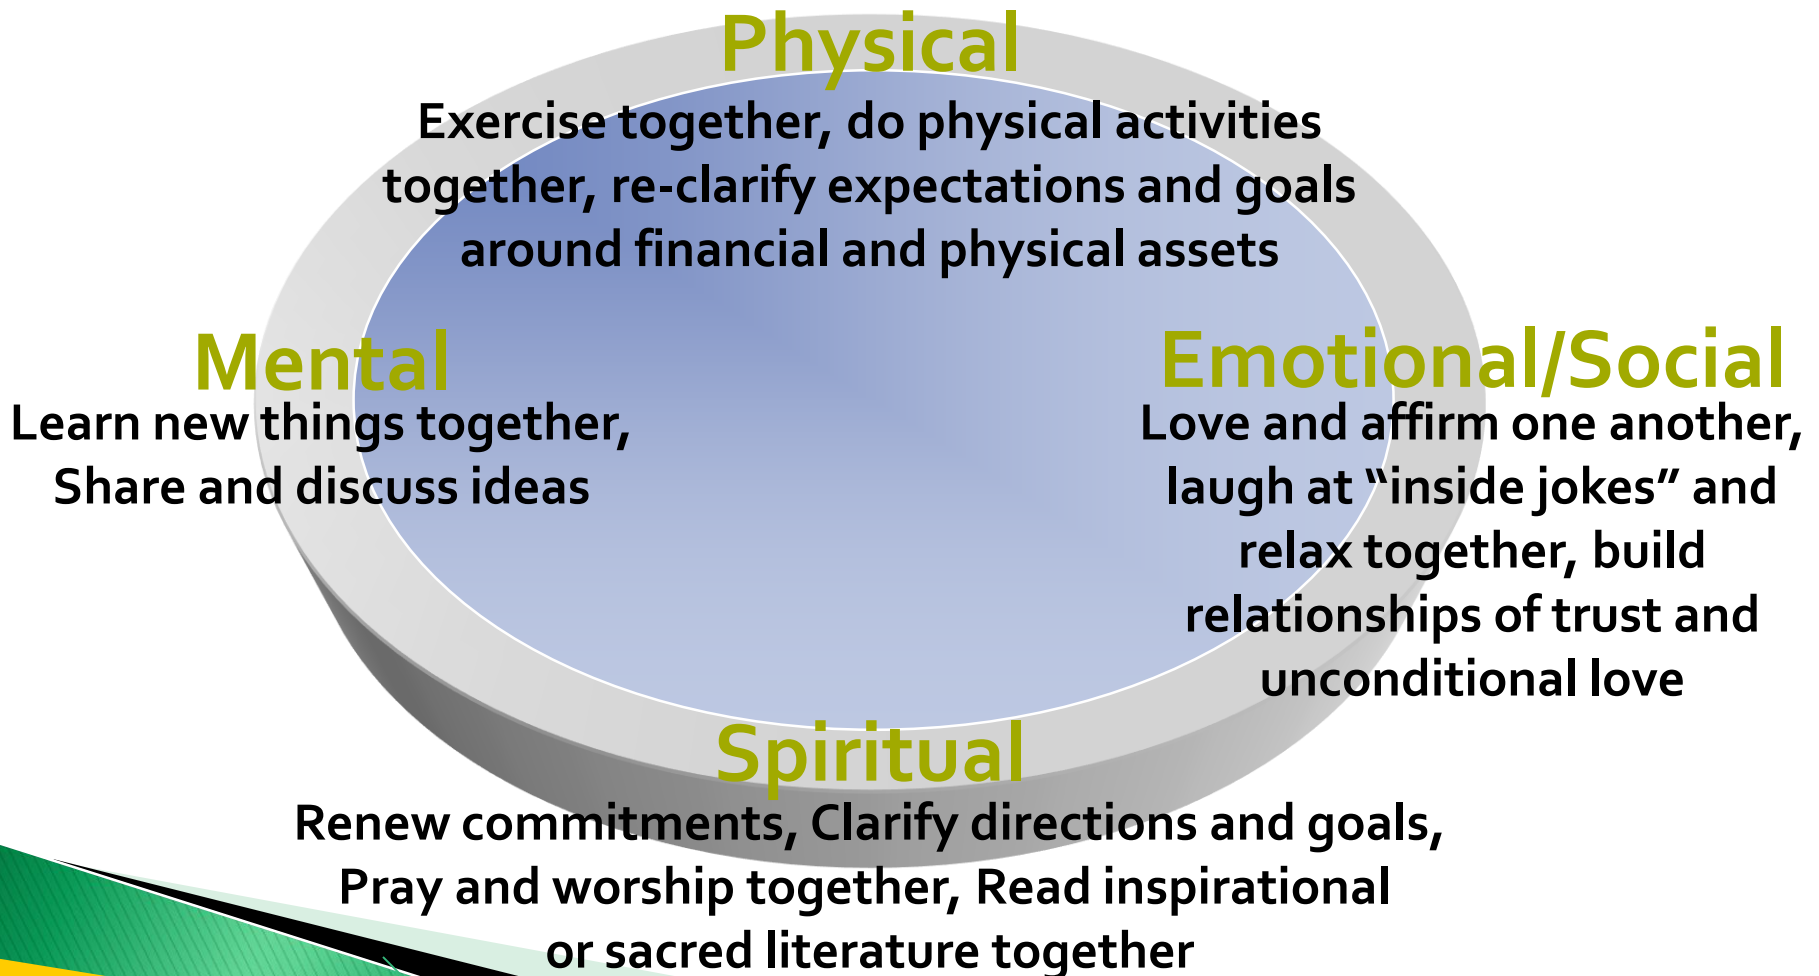 Physical
Exercise together, do physical activities
together, re-clarify expectations and goals
around financial and physical assets
Mental
Learn new things together,
Share and discuss ideas
Emotional/Social
Love and affirm one another,
laugh at “inside jokes” and
relax together, build
relationships of trust and
unconditional love
Spiritual
Renew commitments, Clarify directions and goals,
Pray and worship together, Read inspirational
or sacred literature together